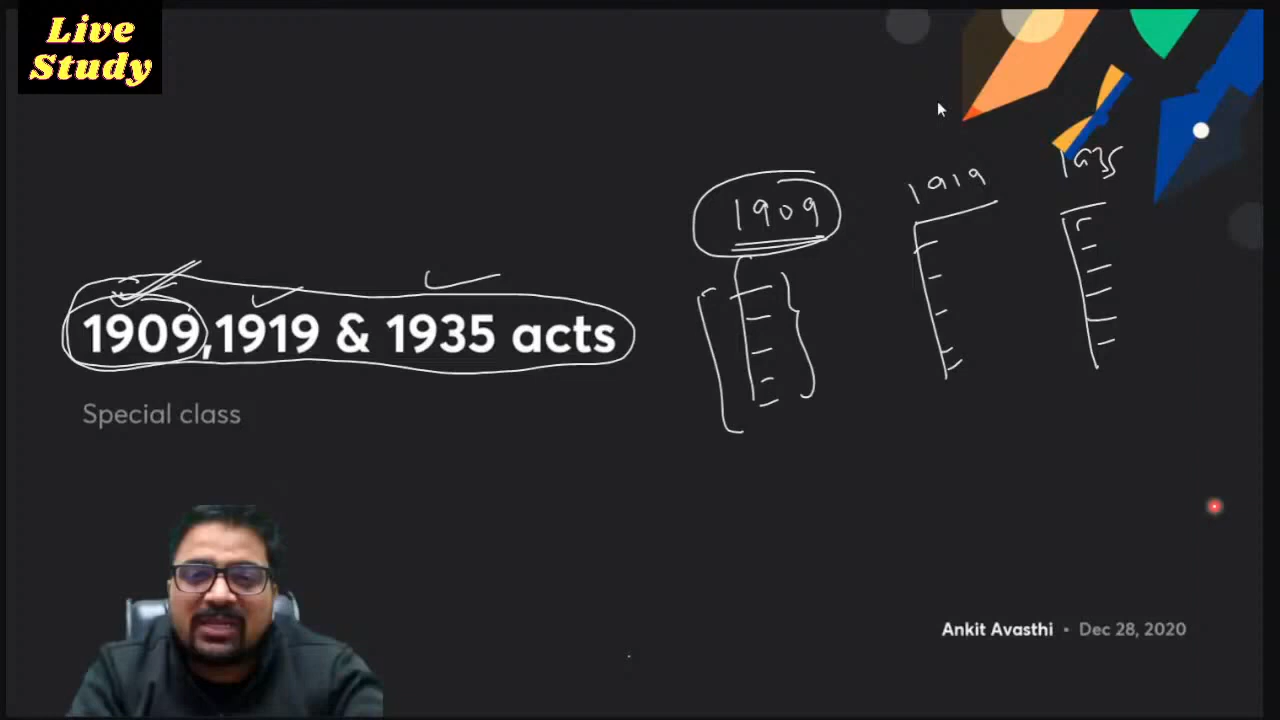 Live
Study
1909
1919
1935
1909,1919 & 1935 acts
Special class
Ankit Avasthi • Dec 28, 2020